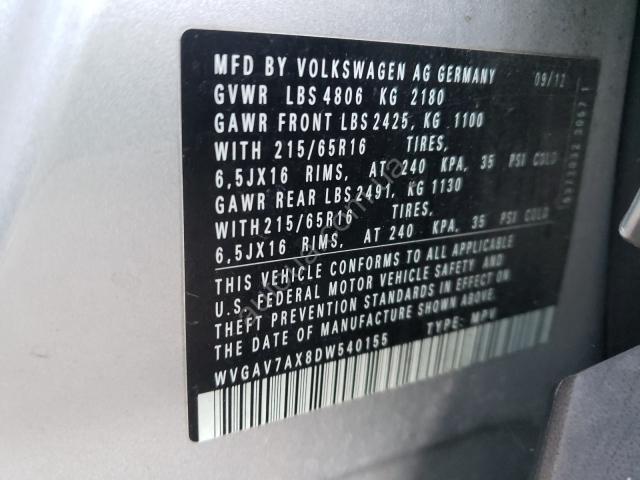 MFD BY VOLKSWAGEN AG GERMANY 09/12
GVWR LBS 4806 KG 2180
GAWR FRONT LBS 2425, KG 1100
WITH 215/65R16 TIRES,
6,5JX16 RIMS, AT 240 KPA, 35 PSI COLD
GAWR REAR LBS 2491, KG 1130
WITH 215/65R16 TIRES,
6,5JX16 RIMS, AT 240 KPA, 35 PSI COLD
THIS VEHICLE CONFORMS TO ALL APPLICABLE
U.S. FEDERAL MOTOR VEHICLE SAFETY AND
THEFT PREVENTION STANDARDS IN EFFECT ON
THE DATE OF MANUFACTURE SHOWN ABOVE.
WVGAV7AX8DW540155 TYPE: MPV